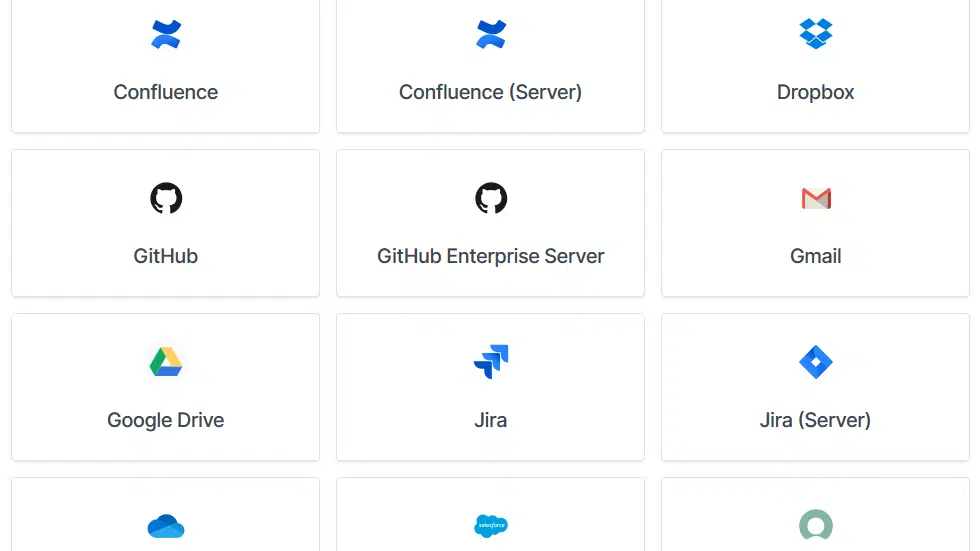 Confluence
Confluence (Server)
Dropbox
GitHub
GitHub Enterprise Server
Gmail
Google Drive
Jira
Jira (Server)
salesforce